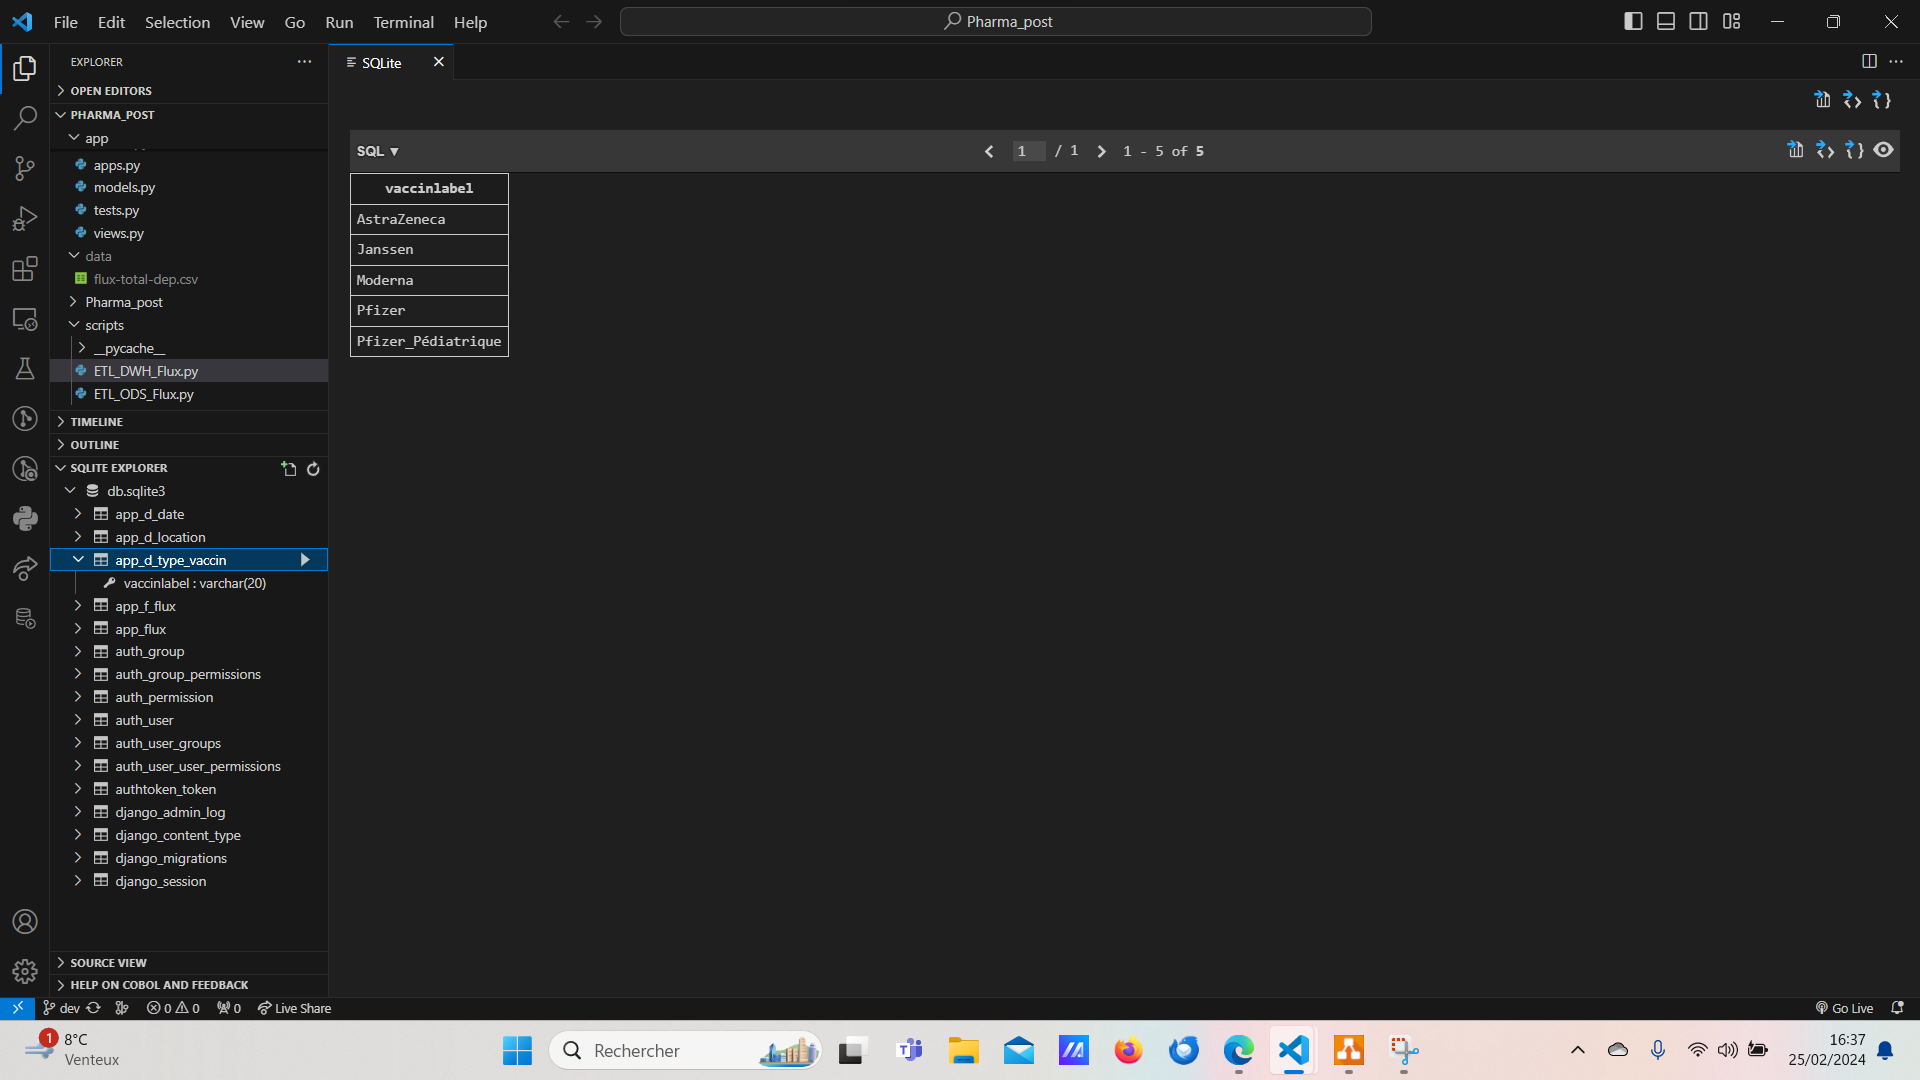 File Edit Selection View Go Run Terminal Help
Pharma_post
EXPLORER
OPEN EDITORS
PHARMA_POST
app
apps.py
models.py
tests.py
views.py
data
flux-total-dep.csv
Pharma_post
scripts
__pycache__
ETL_DWH_Flux.py
ETL_ODS_Flux.py
TIMELINE
OUTLINE
SQLITE EXPLORER
db.sqlite3
app_d_date
app_d_location
app_d_type_vaccin
vaccinlabel : varchar(20)
app_f_flux
app_flux
auth_group
auth_group_permissions
auth_permission
auth_user
auth_user_groups
auth_user_user_permissions
authtoken_token
django_admin_log
django_content_type
django_migrations
django_session
SOURCE VIEW
HELP ON COBOL AND FEEDBACK
SQLite
SQL ▼
1 / 1 1 - 5 of 5
vaccinlabel
AstraZeneca
Janssen
Moderna
Pfizer
Pfizer_Pédiatrique
dev 0 0 0 Live Share
Go Live
1
8°C
Venteux
Rechercher
16:37
25/02/2024